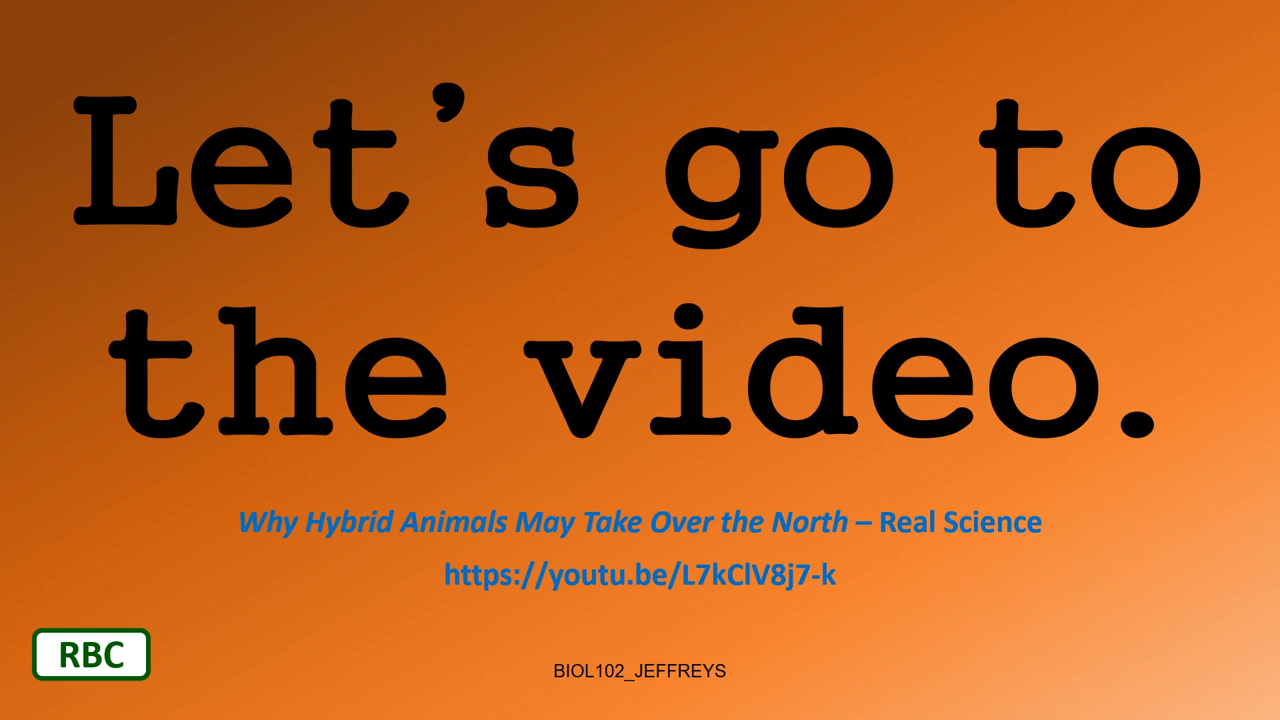 Let’s go to
the video.
Why Hybrid Animals May Take Over the North – Real Science
https://youtu.be/L7kClV8j7-k
RBC
BIOL102_JEFFREYS